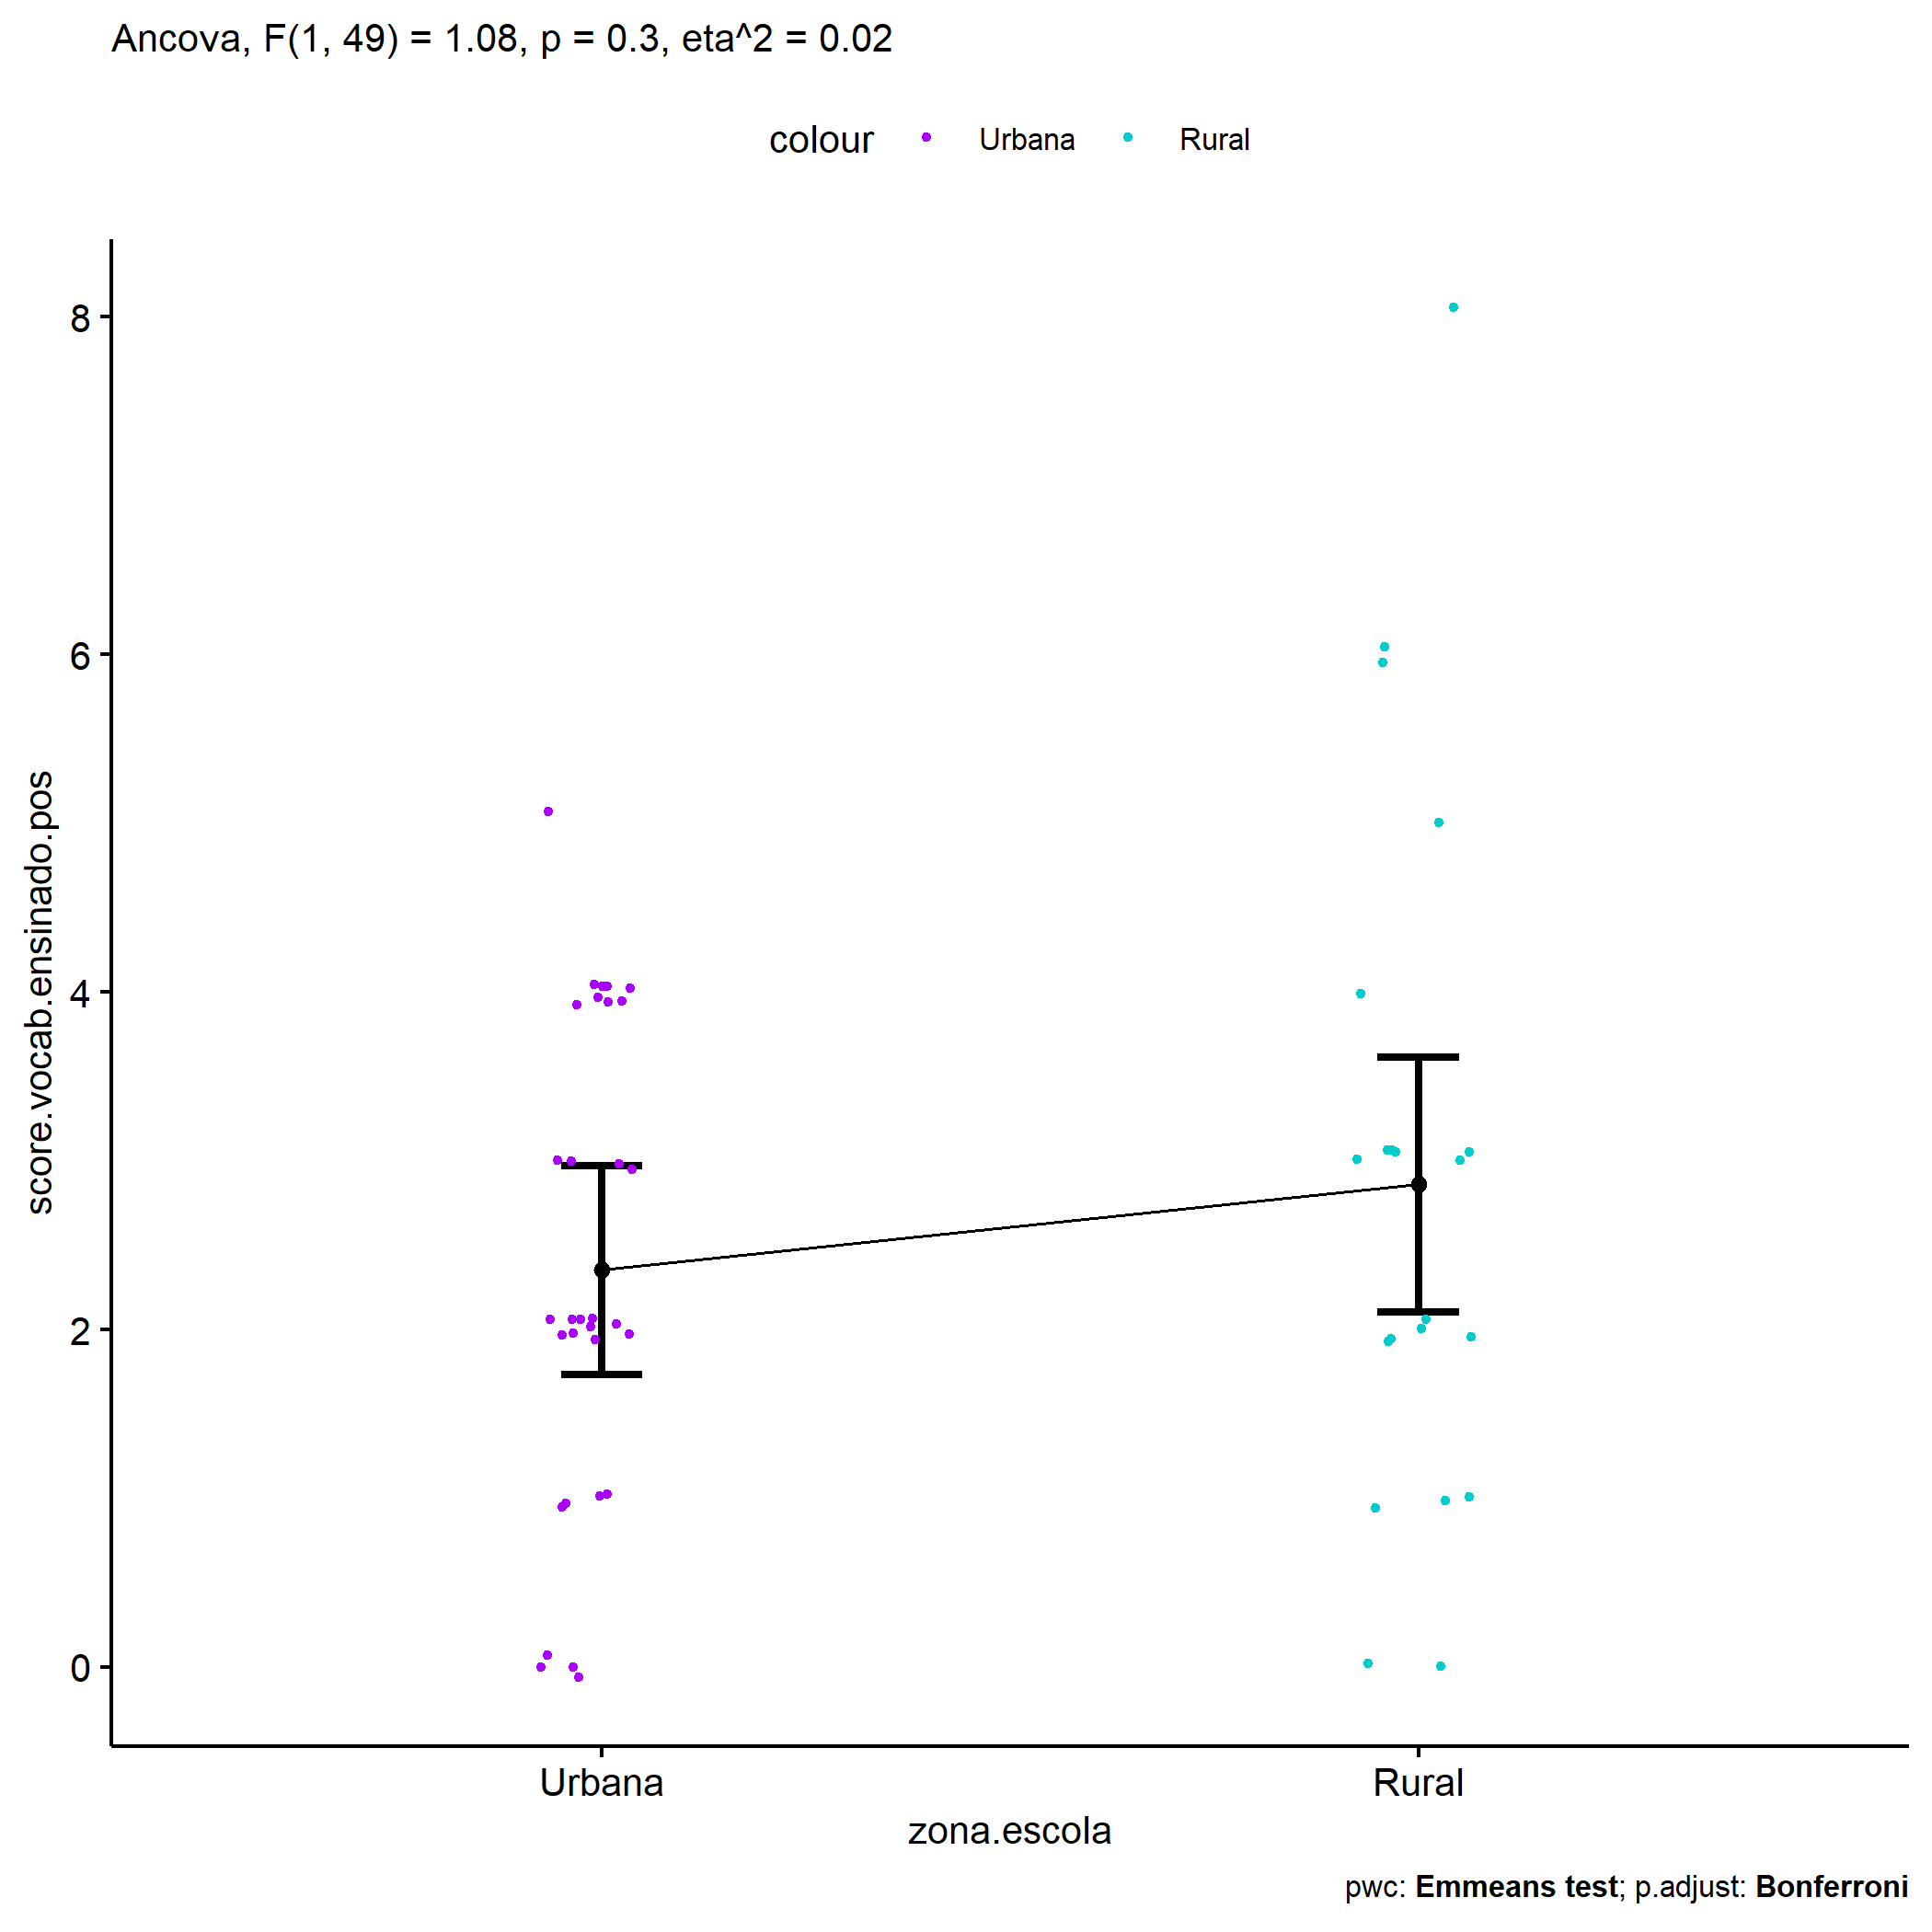 Ancova, F(1, 49) = 1.08, p = 0.3, eta^2 = 0.02
colour Urbana Rural
score.vocab.ensinado.pos
8
6
4
2
0
Urbana Rural
zona.escola
pwc: Emmeans test; p.adjust: Bonferroni